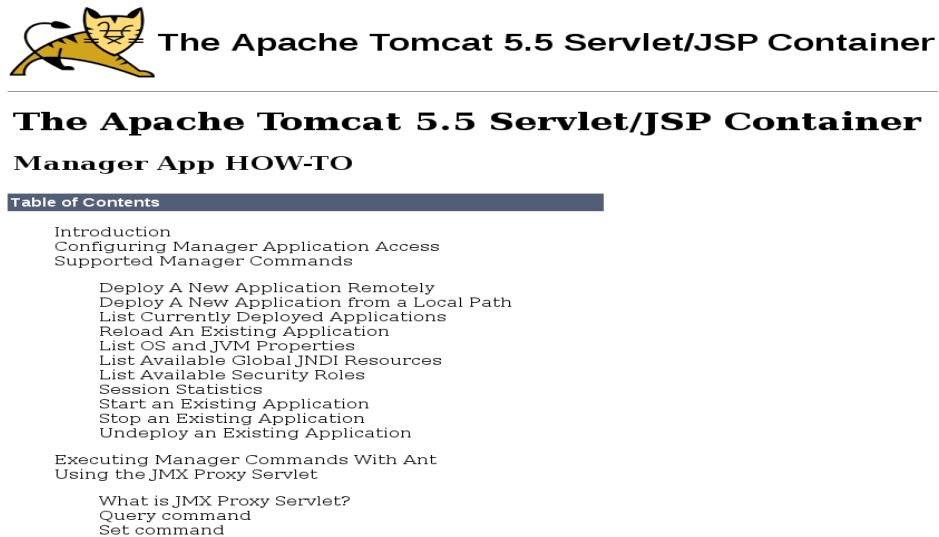 The Apache Tomcat 5.5 Servlet/JSP Container
The Apache Tomcat 5.5 Servlet/JSP Container
Manager App HOW-TO
Table of Contents
Introduction
Configuring Manager Application Access
Supported Manager Commands
Deploy A New Application Remotely
Deploy A New Application from a Local Path
List Currently Deployed Applications
Reload An Existing Application
List OS and JVM Properties
List Available Global JNDI Resources
List Available Security Roles
Session Statistics
Start an Existing Application
Stop an Existing Application
Undeploy an Existing Application
Executing Manager Commands With Ant
Using the JMX Proxy Servlet
What is JMX Proxy Servlet?
Query command
Set command